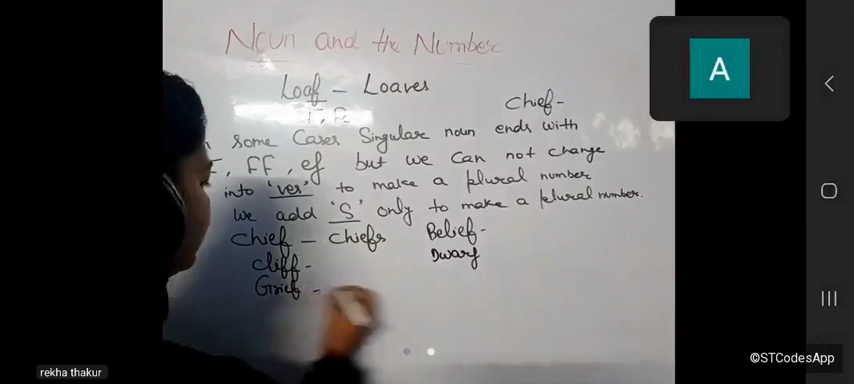 Noun and the Number
Loaf - Loaves
F, Fe
Chief-
some Cases Singular noun ends with
F, FF, ef but we can not change
into 'ves' to make a plural number
we add 'S' only to make a plural number.
Chief - Chiefs Belief-
Cliff- Dwarf
Grief -
A
rekha thakur
©STCodesApp